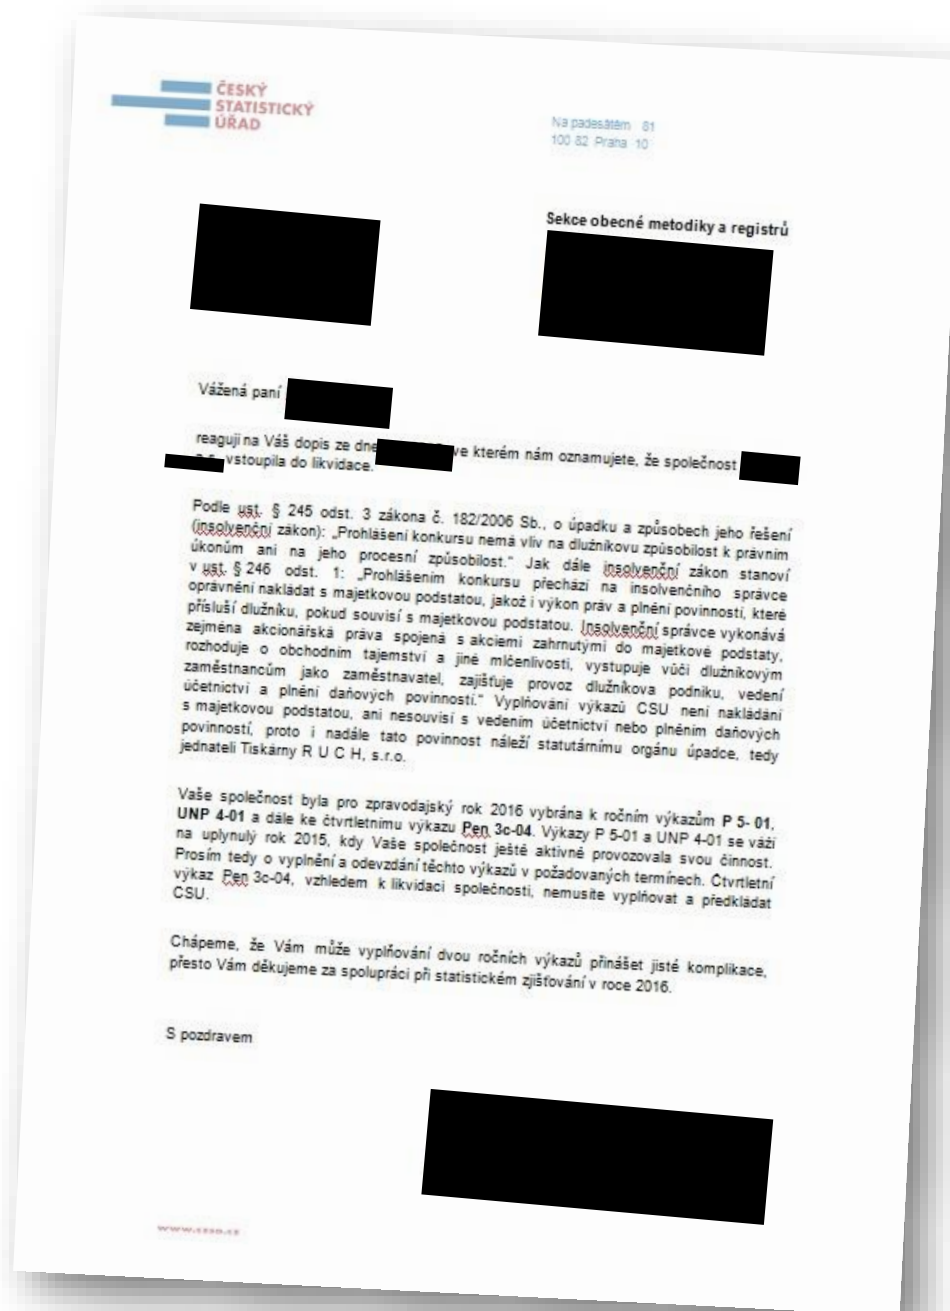 ČESKÝ
STATISTICKÝ
ÚŘAD
Na padesátém 81
100 82 Praha 10
Sekce obecné metodiky a registrů
Vážená paní
reaguji na Váš dopis ze dne ve kterém nám oznamujete, že společnost
vstoupila do likvidace.
Podle ust. § 245 odst. 3 zákona č. 182/2006 Sb., o úpadku a způsobech jeho řešení
(insolvenční zákon): „Prohlášení konkursu nemá vliv na dlužníkovu způsobilost k právním
úkonům ani na jeho procesní způsobilost.“ Jak dále insolvenční zákon stanoví
v ust. § 246 odst. 1: „Prohlášením konkursu přechází na insolvenčního správce
oprávnění nakládat s majetkovou podstatou, jakož i výkon práv a plnění povinností, které
přísluší dlužníku, pokud souvisí s majetkovou podstatou. Insolvenční správce vykonává
zejména akcionářská práva spojená s akciemi zahrnutými do majetkové podstaty,
rozhoduje o obchodním tajemství a jiné mlčenlivosti, vystupuje vůči dlužníkovým
zaměstnancům jako zaměstnavatel, zajišťuje provoz dlužníkova podniku, vedení
účetnictví a plnění daňových povinností.“ Vyplňování výkazů ČSÚ není nakládání
s majetkovou podstatou, ani nesouvisí s vedením účetnictví nebo plněním daňových
povinností, proto i nadále tato povinnost náleží statutárnímu orgánu úpadce, tedy
jednateli Tiskárny R U C H, s.r.o.
Vaše společnost byla pro zpravodajský rok 2016 vybrána k ročním výkazům P 5- 01,
UNP 4-01 a dále ke čtvrtletnímu výkazu Pen 3c-04. Výkazy P 5-01 a UNP 4-01 se váží
na uplynulý rok 2015, kdy Vaše společnost ještě aktivně provozovala svou činnost.
Prosím tedy o vyplnění a odevzdání těchto výkazů v požadovaných termínech. Čtvrtletní
výkaz Pen 3c-04, vzhledem k likvidaci společnosti, nemusíte vyplňovat a předkládat
ČSÚ.
Chápeme, že Vám může vyplňování dvou ročních výkazů přinášet jisté komplikace,
přesto Vám děkujeme za spolupráci při statistickém zjišťování v roce 2016.
S pozdravem
www.czso.cz